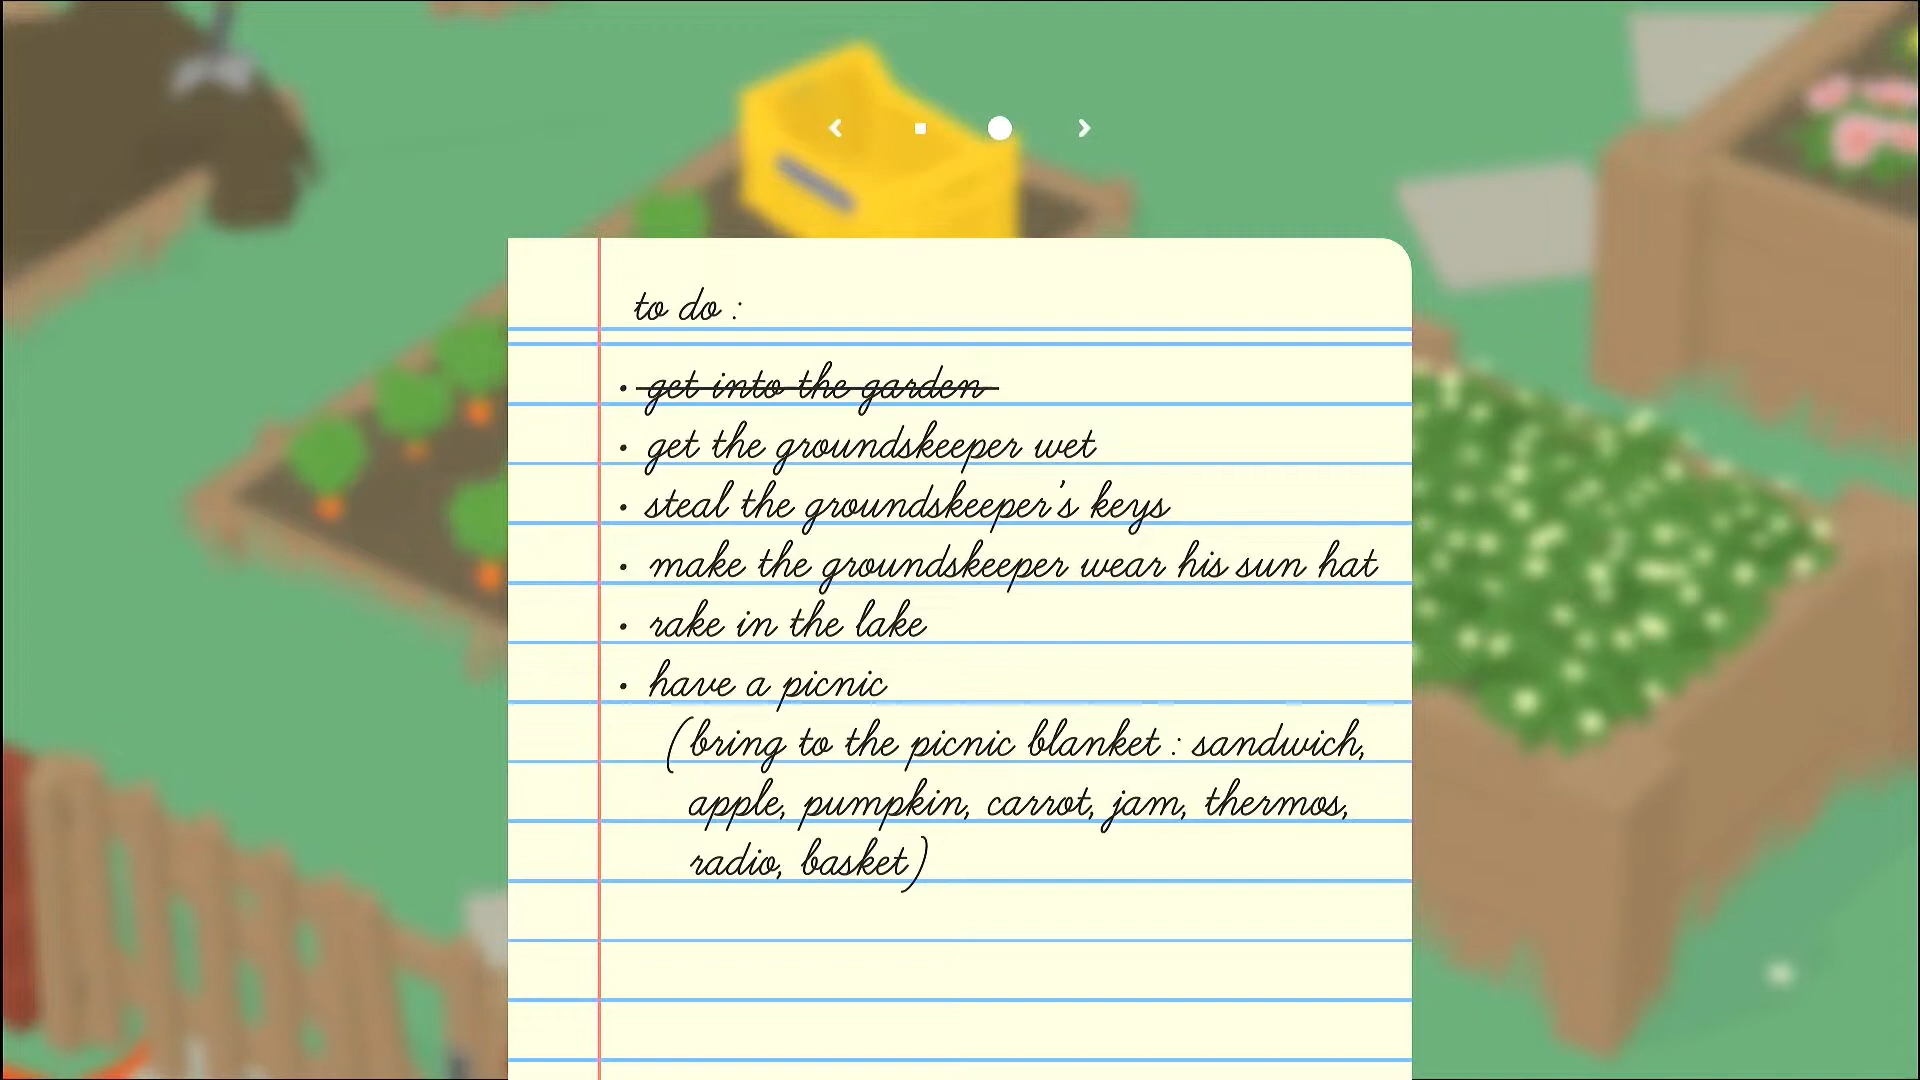 to do :
• get into the garden
• get the groundskeeper wet
• steal the groundskeeper's keys
• make the groundskeeper wear his sun hat
• rake in the lake
• have a picnic
(bring to the picnic blanket : sandwich,
apple, pumpkin, carrot, jam, thermos,
radio, basket)